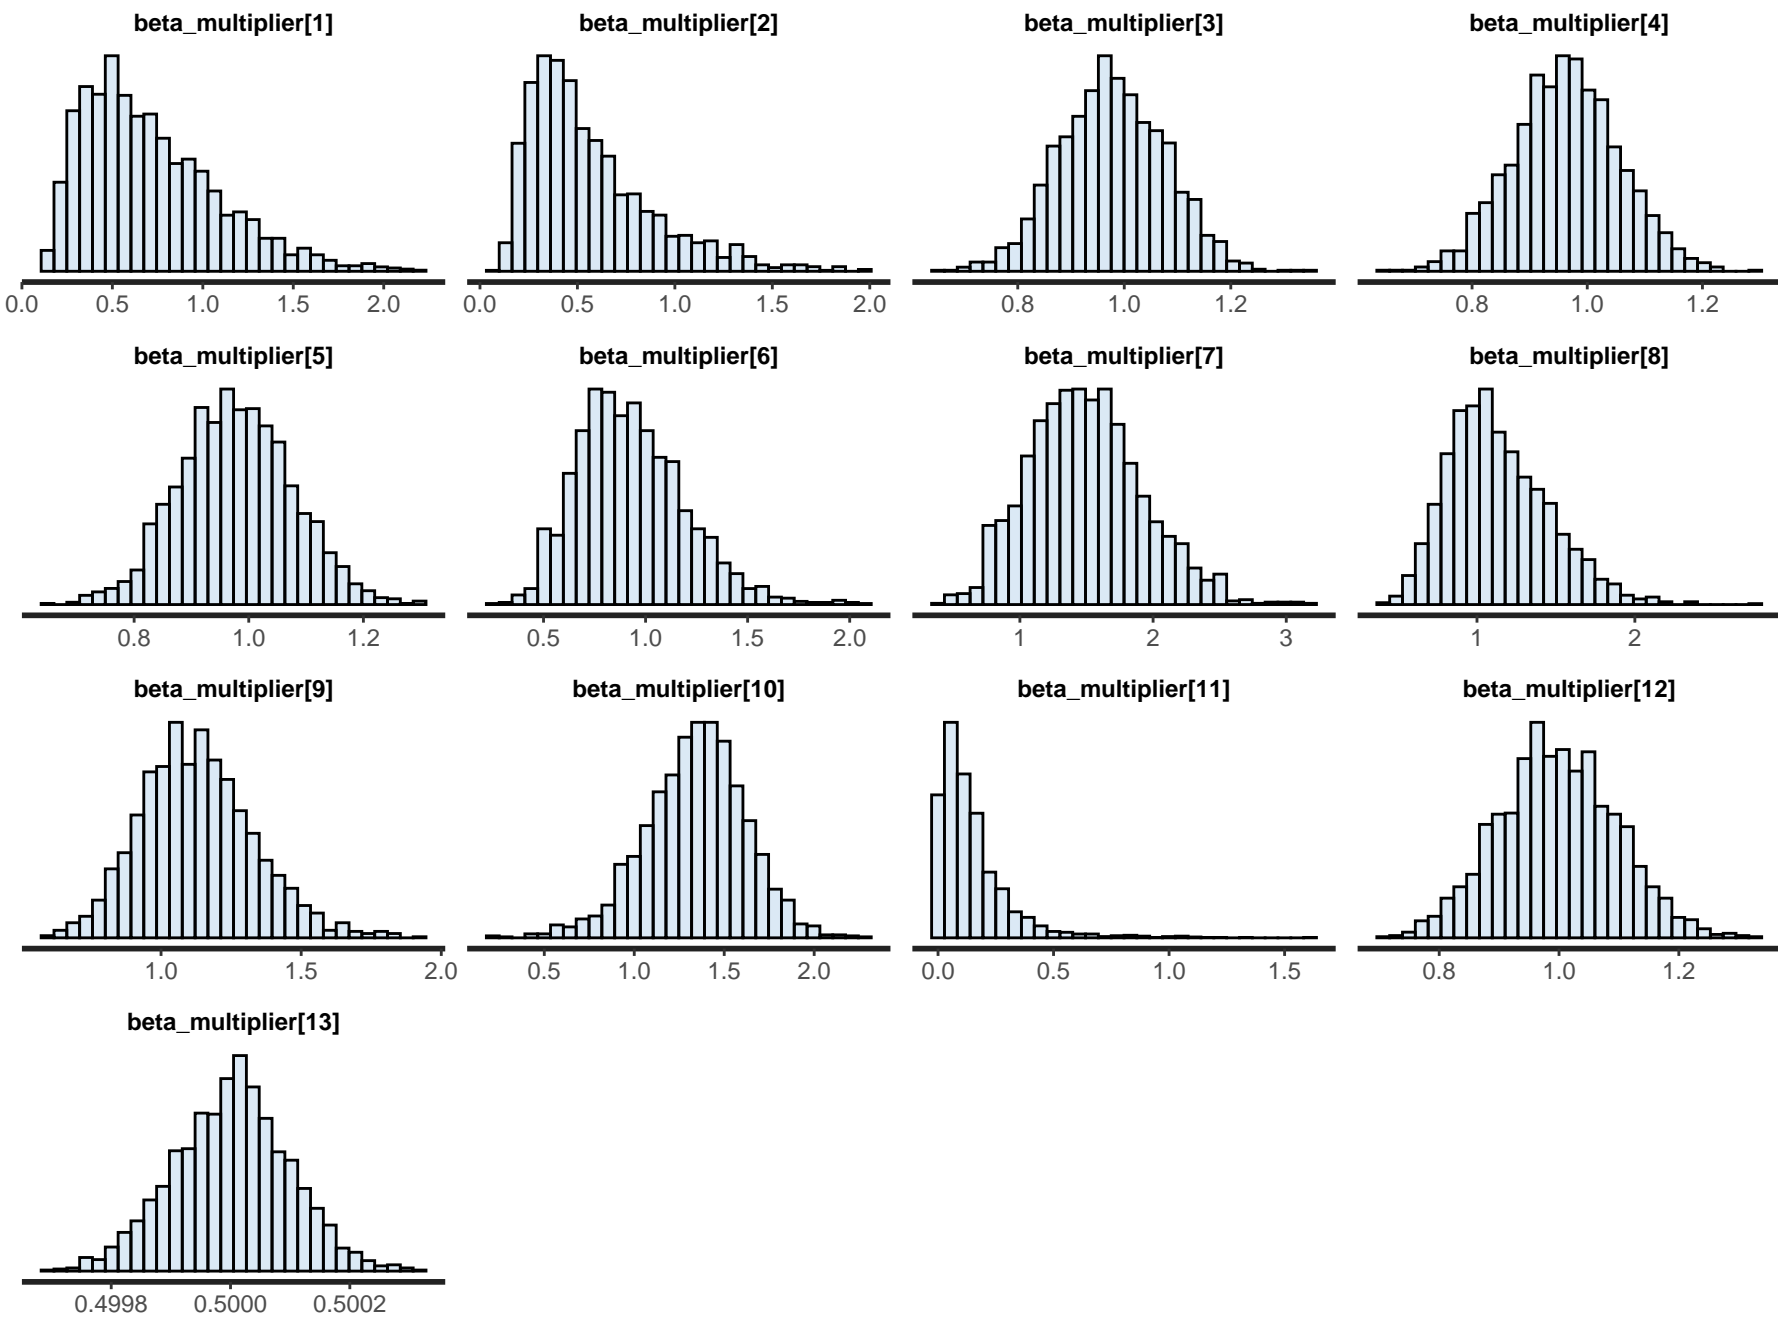 beta_multiplier[1] beta_multiplier[2] beta_multiplier[3] beta_multiplier[4]
0.0 0.5 1.0 1.5 2.0 0.0 0.5 1.0 1.5 2.0 0.8 1.0 1.2 0.8 1.0 1.2
beta_multiplier[5] beta_multiplier[6] beta_multiplier[7] beta_multiplier[8]
0.8 1.0 1.2 0.5 1.0 1.5 2.0 1 2 3 1 2
beta_multiplier[9] beta_multiplier[10] beta_multiplier[11] beta_multiplier[12]
1.0 1.5 2.0 0.5 1.0 1.5 2.0 0.0 0.5 1.0 1.5 0.8 1.0 1.2
beta_multiplier[13]
0.4998 0.5000 0.5002